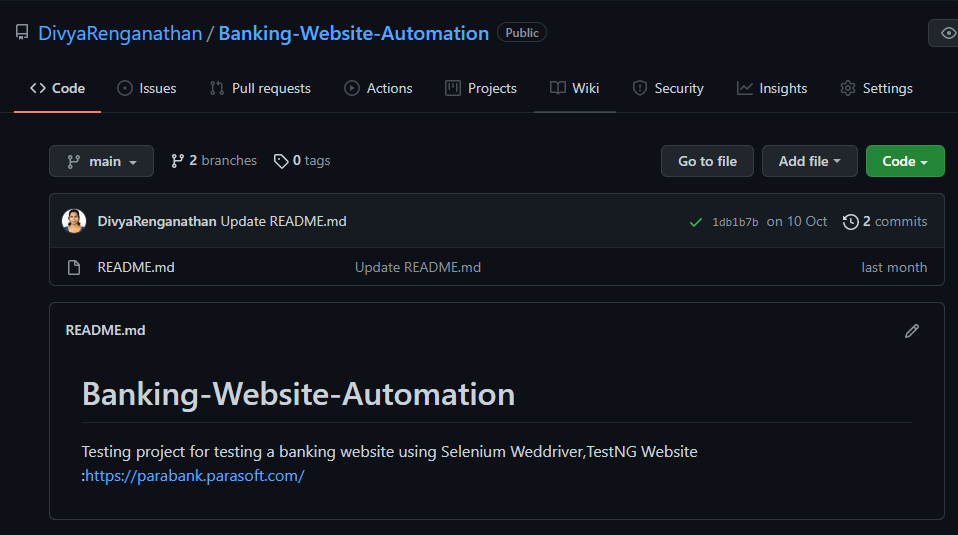 DivyaRenganathan / Banking-Website-Automation Public
Code Issues Pull requests Actions Projects Wiki Security Insights Settings
main 2 branches 0 tags Go to file Add file Code
DivyaRenganathan Update README.md 1db1b7b on 10 Oct 2 commits
README.md Update README.md last month
README.md
Banking-Website-Automation
Testing project for testing a banking website using Selenium Weddriver,TestNG Website
:https://parabank.parasoft.com/